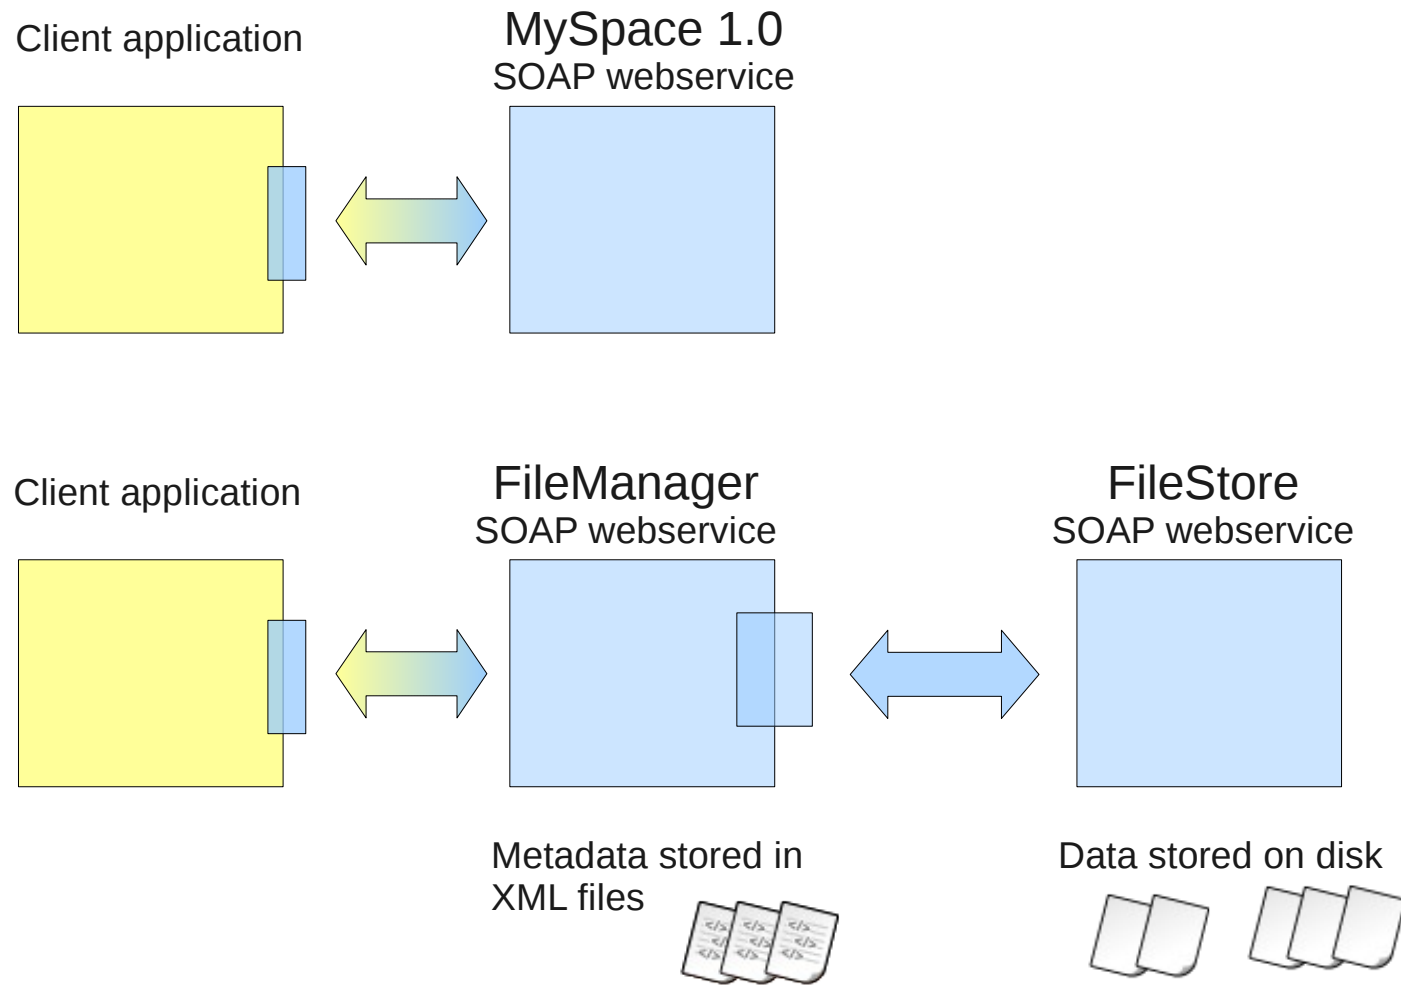 Client application
MySpace 1.0
SOAP webservice
Client application
FileManager
SOAP webservice
FileStore
SOAP webservice
Metadata stored in
XML files
Data stored on disk
</>
</>
</>
</>
</>
</>
</>
</>
</>